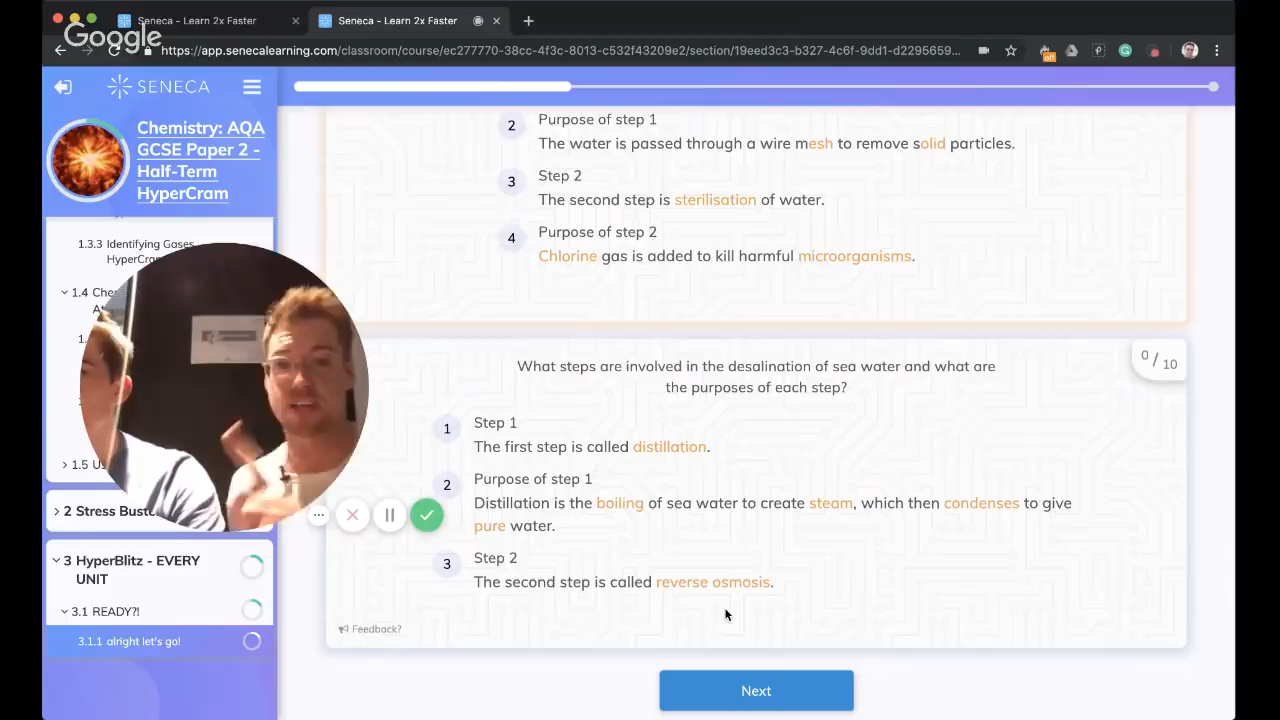 Seneca - Learn 2x Faster
Seneca - Learn 2x Faster
Google
https://app.senecalearning.com/classroom/course/ec277770-38cc-4f3c-8013-c532f43209e2/section/19eed3c3-b327-4c6f-9dd1-d2295659...
off
SENECA
Chemistry: AQA
GCSE Paper 2 -
Half-Term
HyperCram
1.3.3 Identifying Gases
HyperCra
1.4 Che
A
1.
1.5 U
2 Stress Bust
3 HyperBlitz - EVERY
UNIT
3.1 READY?!
3.1.1 alright let's go!
2 Purpose of step 1
The water is passed through a wire mesh to remove solid particles.
3 Step 2
The second step is sterilisation of water.
4 Purpose of step 2
Chlorine gas is added to kill harmful microorganisms.
0 / 10
What steps are involved in the desalination of sea water and what are
the purposes of each step?
1 Step 1
The first step is called distillation.
2 Purpose of step 1
Distillation is the boiling of sea water to create steam, which then condenses to give
pure water.
3 Step 2
The second step is called reverse osmosis.
Feedback?
Next